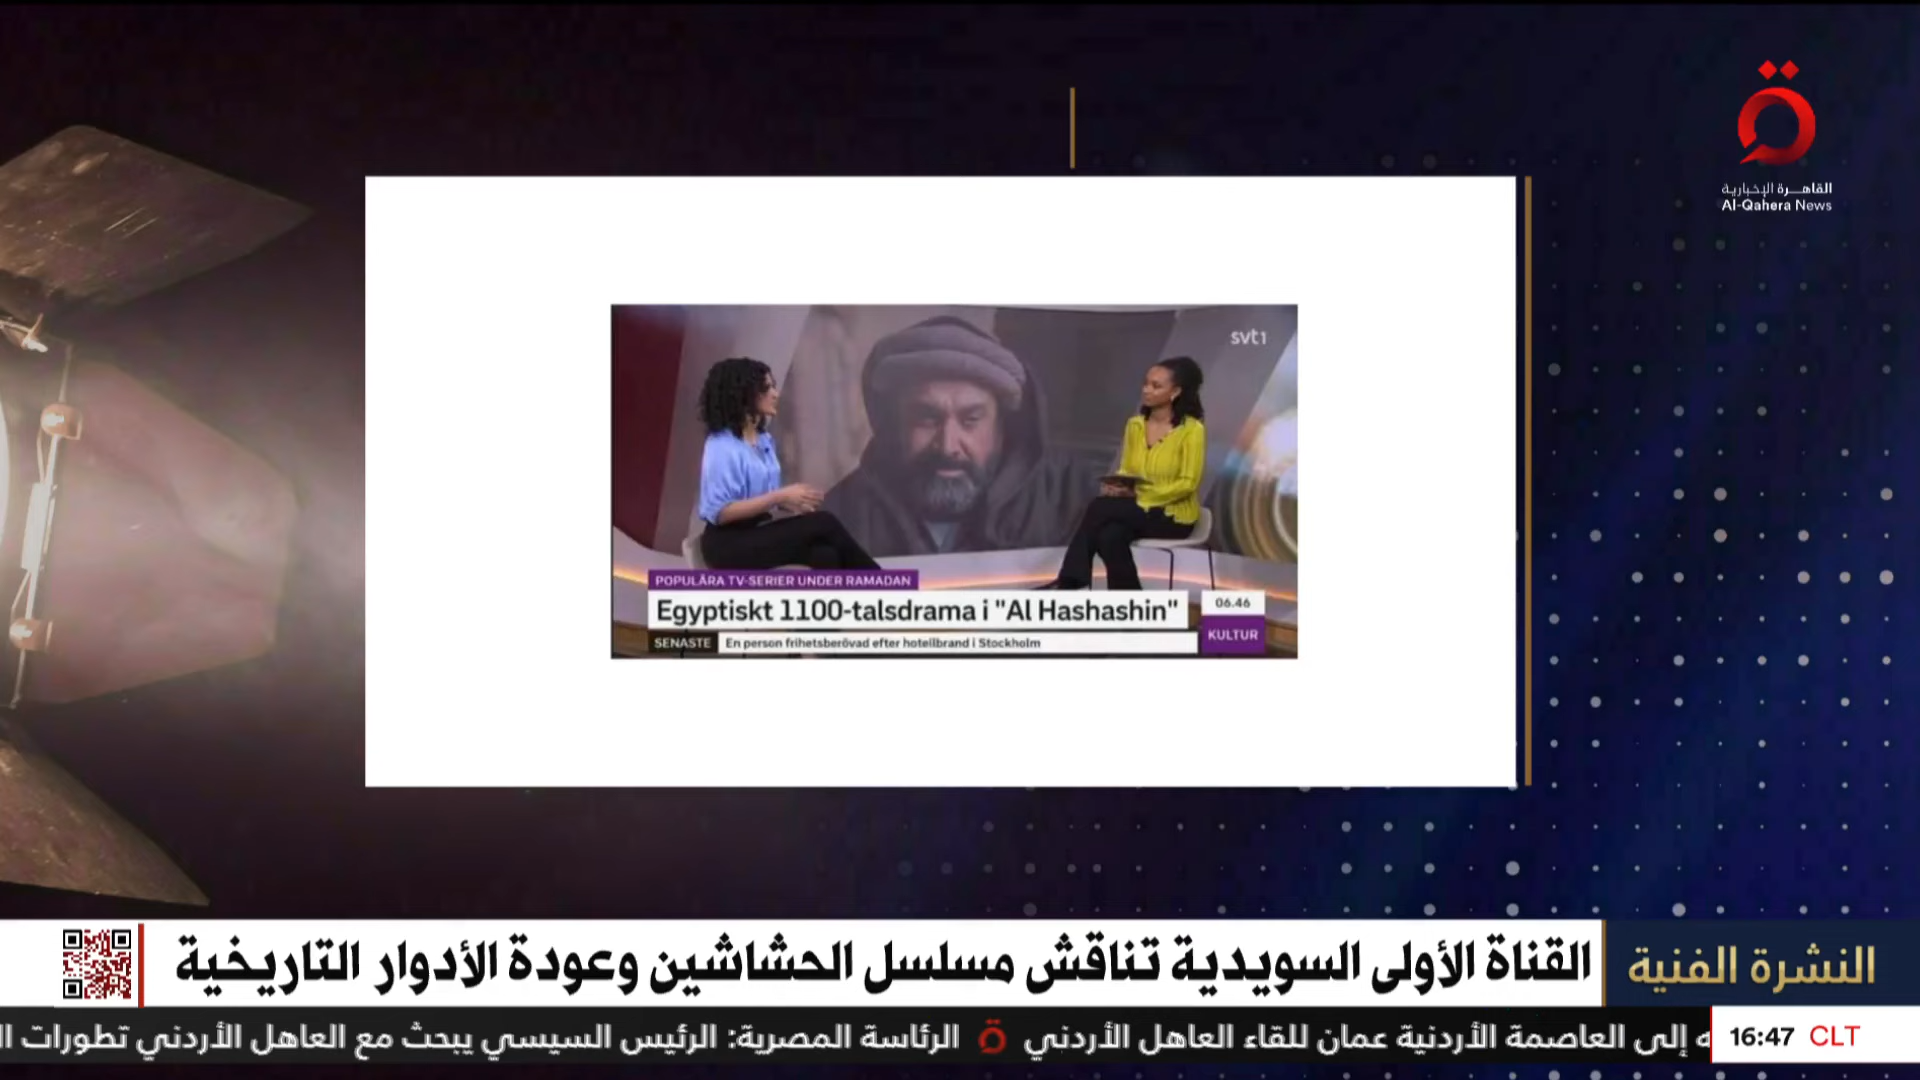 القاهـــرة الإخبارية
Al-Qahera News
svt1
POPULÄRA TV-SERIER UNDER RAMADAN
Egyptiskt 1100-talsdrama i "Al Hashashin"
06.46
KULTUR
SENASTE
En person frihetsberövad efter hotellbrand i Stockholm
النشرة الفنية
القناة الأولى السويدية تناقش مسلسل الحشاشين وعودة الأدوار التاريخية
ه إلى العاصمة الأردنية عمان للقاء العاهل الأردني
الرئاسة المصرية: الرئيس السيسي يبحث مع العاهل الأردني تطورات
16:47 CLT